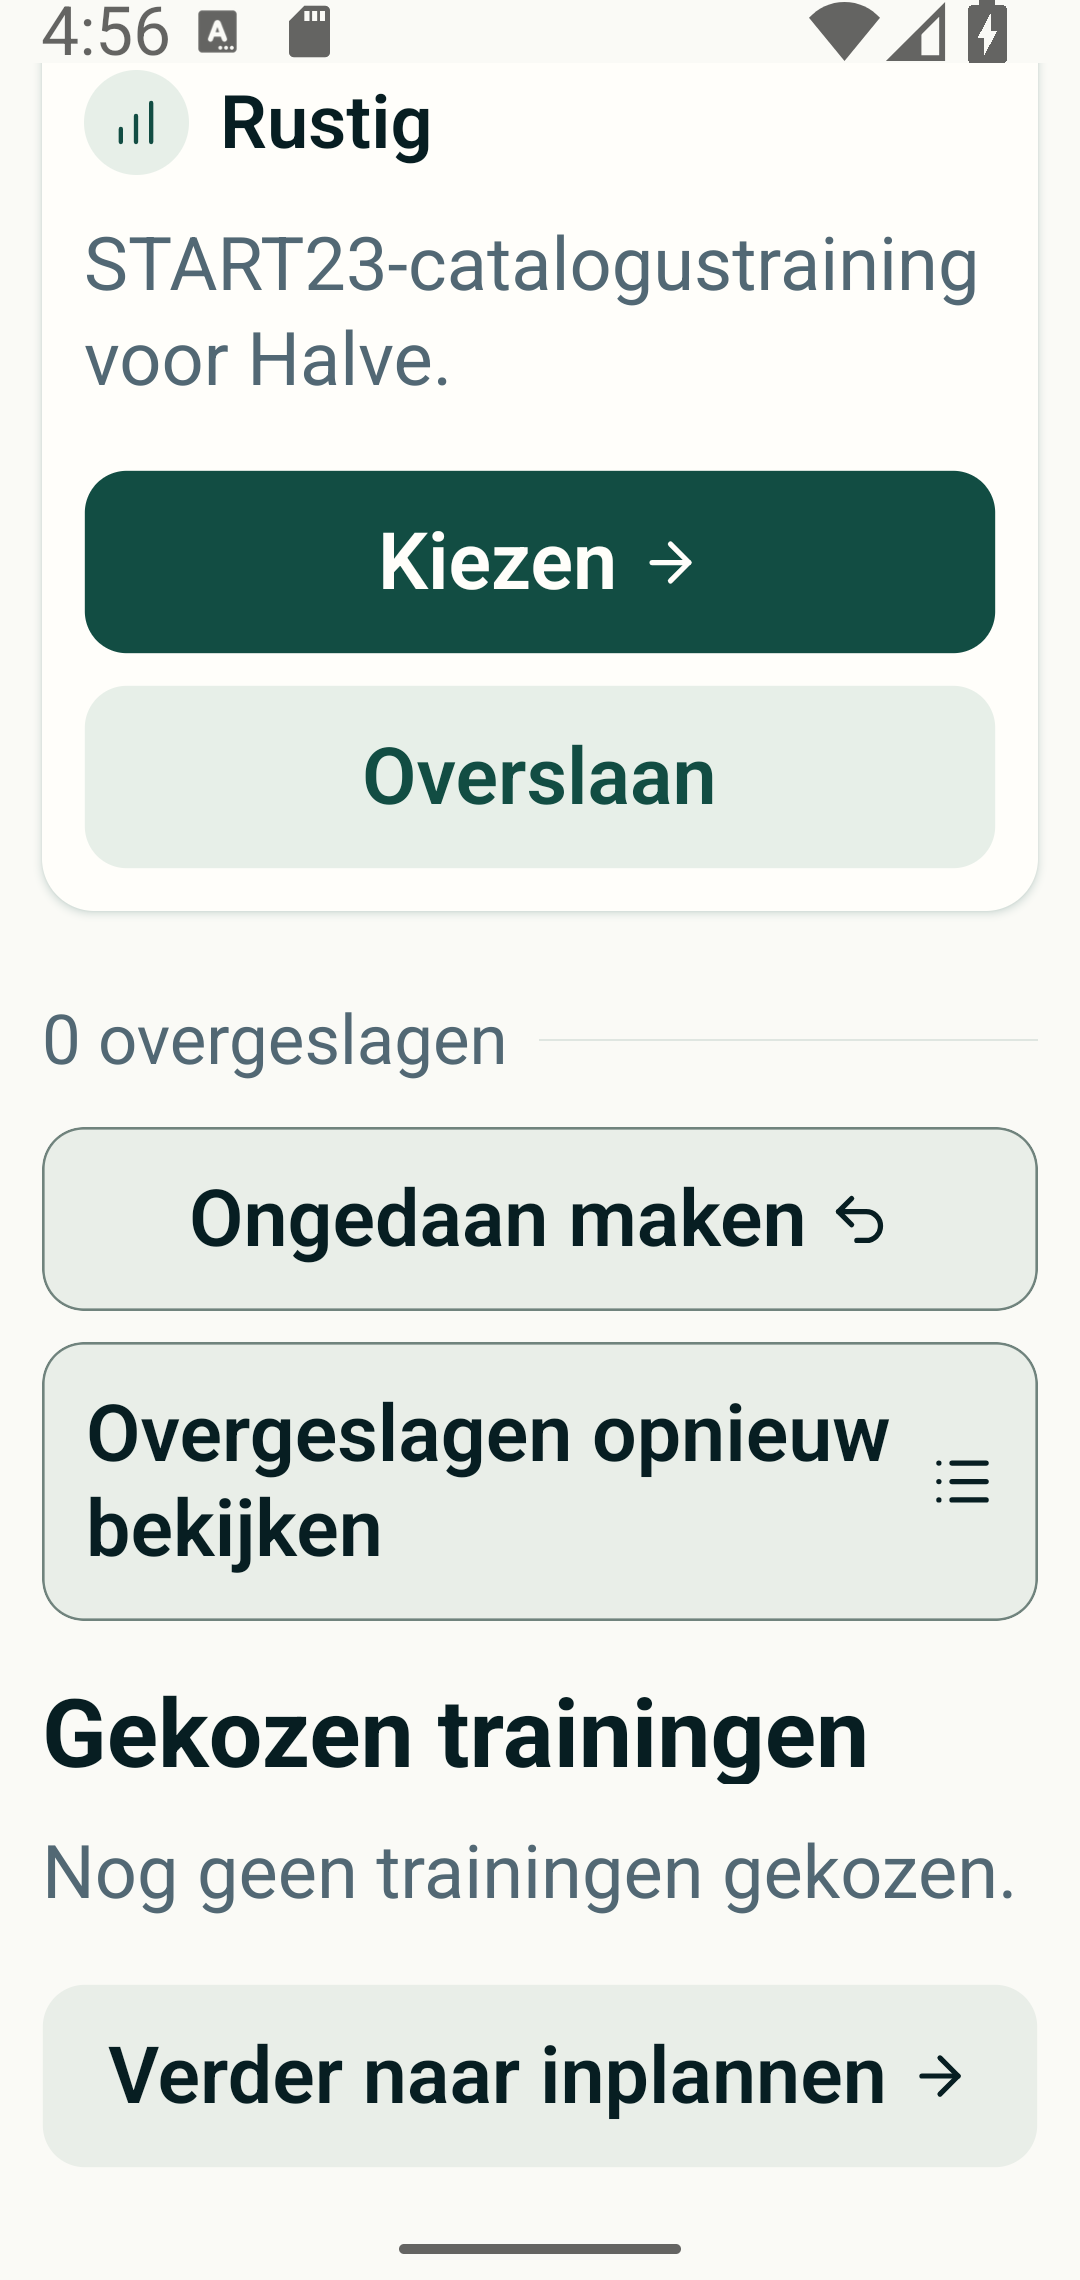 4:56
Rustig
START23-catalogustraining
voor Halve.
Kiezen
Overslaan
0 overgeslagen
Ongedaan maken
Overgeslagen opnieuw
bekijken
Gekozen trainingen
Nog geen trainingen gekozen.
Verder naar inplannen